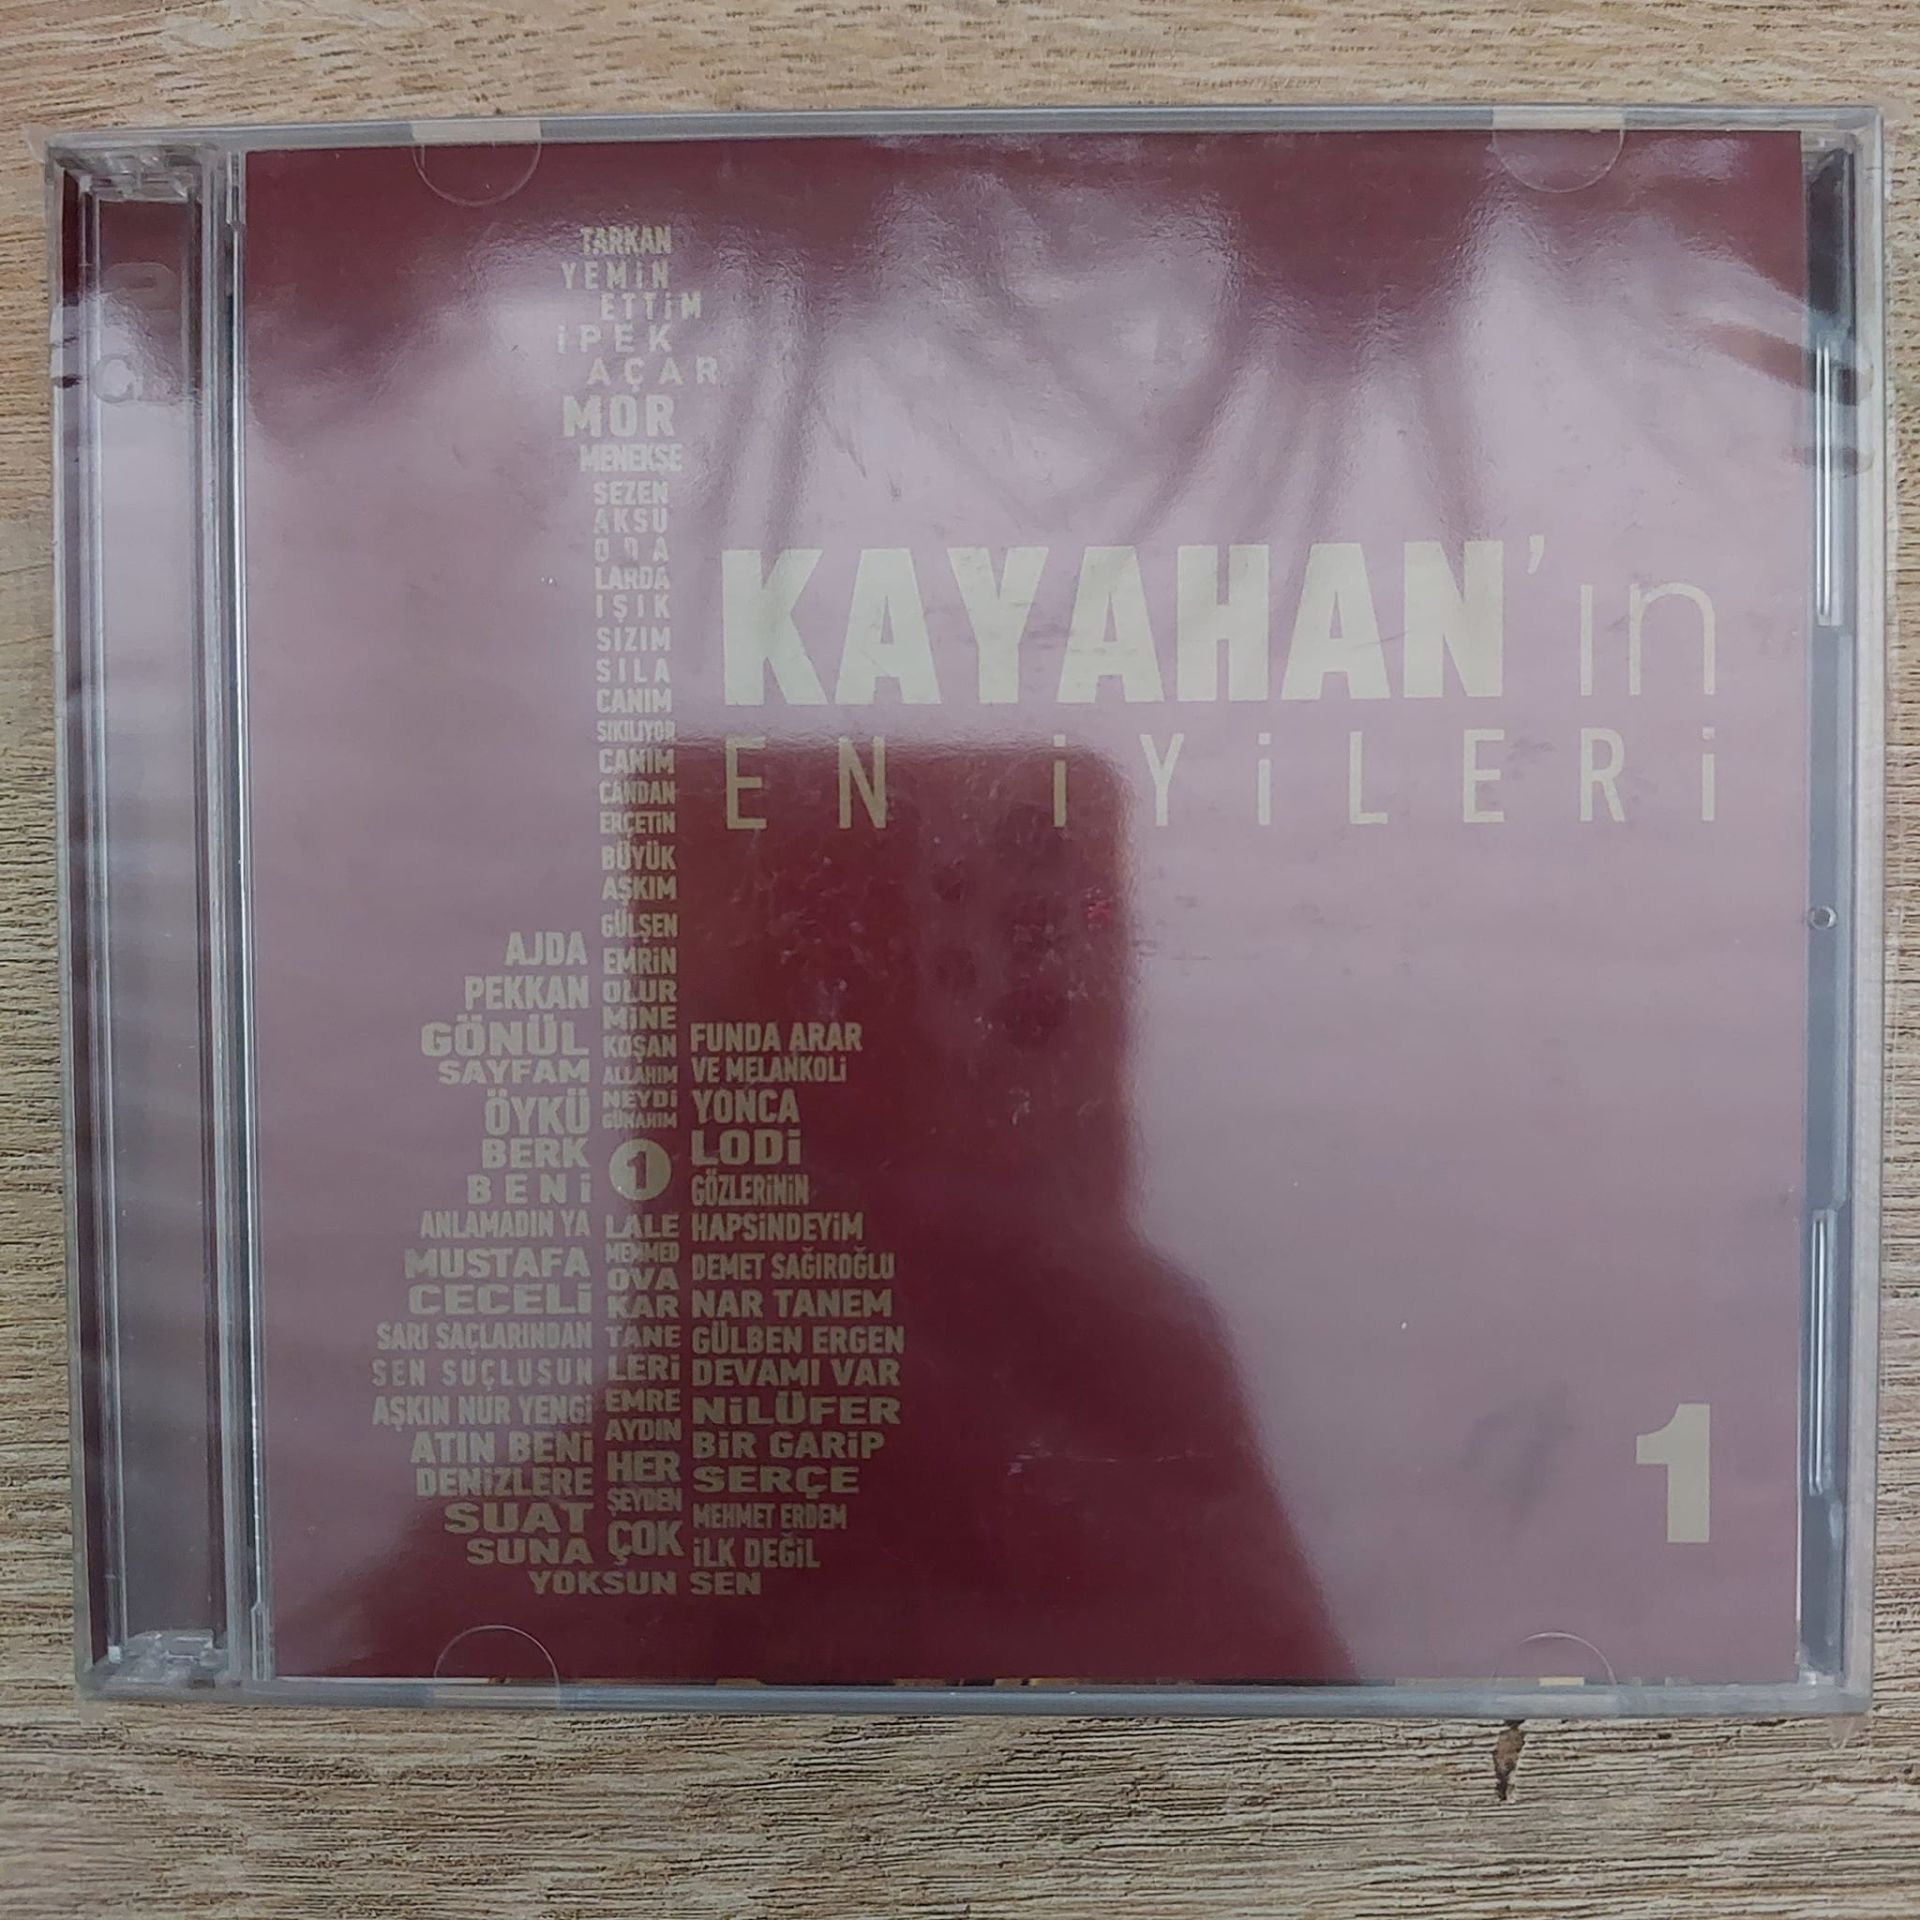 TARKAN
YEMİN
ETTİM
İPEK
AÇAR
MOR
MENEKŞE
SEZEN
AKSU
ODA
LARDA
IŞIK
SIZIM
SILA
CANIM
SIKILIYOR
CANIM
CANDAN
ERÇETİN
BÜYÜK
AŞKIM
GÜLŞEN
EMRİN
OLUR
MİNE
KOŞAN
ALLAHIM
NEYDİ
GÜNAHIM
1
LALE
MEMMED
OVA
KAR
TANE
LERİ
EMRE
AYDIN
HER
ŞEYDEN
ÇOK
AJDA
PEKKAN
GÖNÜL
SAYFAM
ÖYKÜ
BERK
BENİ
ANLAMADIN YA
MUSTAFA
CECELİ
SARI SAÇLARINDAN
SEN SUÇLUSUN
AŞKIN NUR YENGİ
ATIN BENİ
DENİZLERE
SUAT
SUNA
YOKSUN SEN
FUNDA ARAR
VE MELANKOLİ
YONCA
LODİ
GÖZLERİNİN
HAPSİNDEYİM
DEMET SAĞIROĞLU
NAR TANEM
GÜLBEN ERGEN
DEVAMI VAR
NİLÜFER
BİR GARİP
SERÇE
MEHMET ERDEM
İLK DEĞİL
KAYAHAN'ın
EN İYİLERİ
1